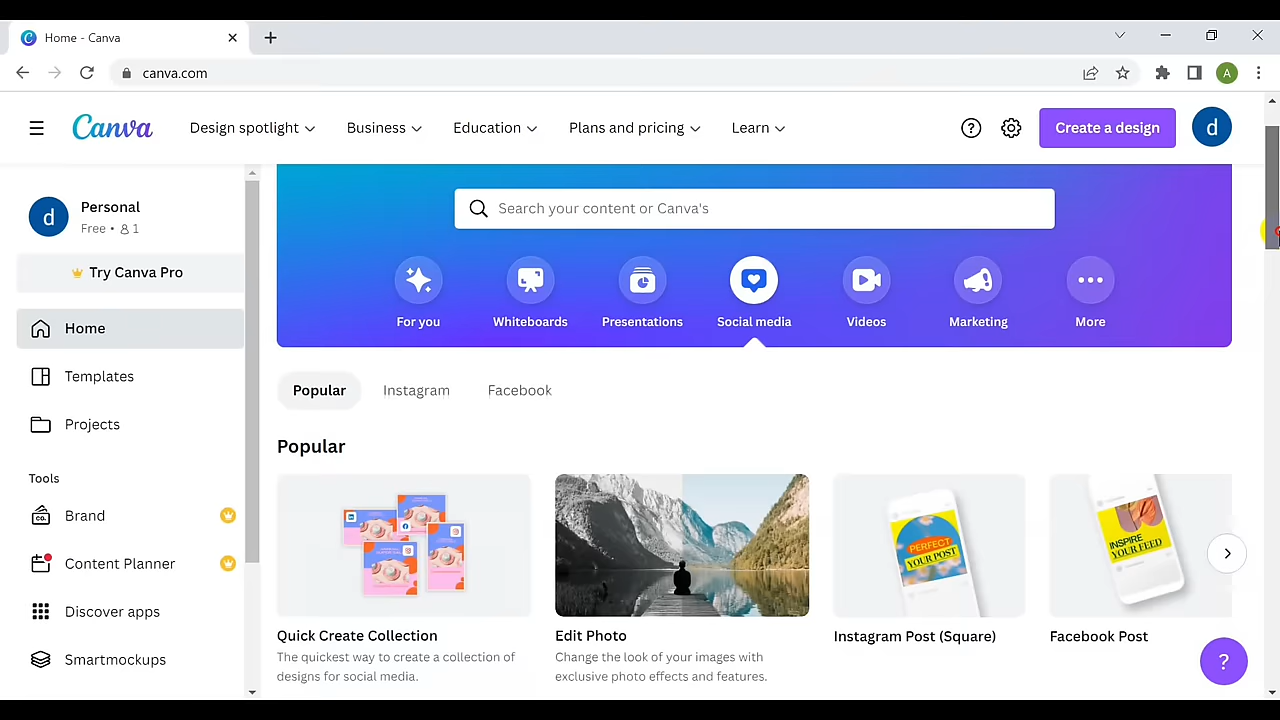 Home - Canva
canva.com
A
Canva
Design spotlight
Business
Education
Plans and pricing
Learn
?
Create a design
d
d
Personal
Free • 1
Try Canva Pro
Home
Templates
Projects
Tools
Brand
Content Planner
Discover apps
Smartmockups
Search your content or Canva's
For you
Whiteboards
Presentations
Social media
Videos
Marketing
More
Popular
Instagram
Facebook
Popular
PERFECT
YOUR POST
INSPIRE
YOUR FEED
Quick Create Collection
The quickest way to create a collection of
designs for social media.
Edit Photo
Change the look of your images with
exclusive photo effects and features.
Instagram Post (Square)
Facebook Post
?